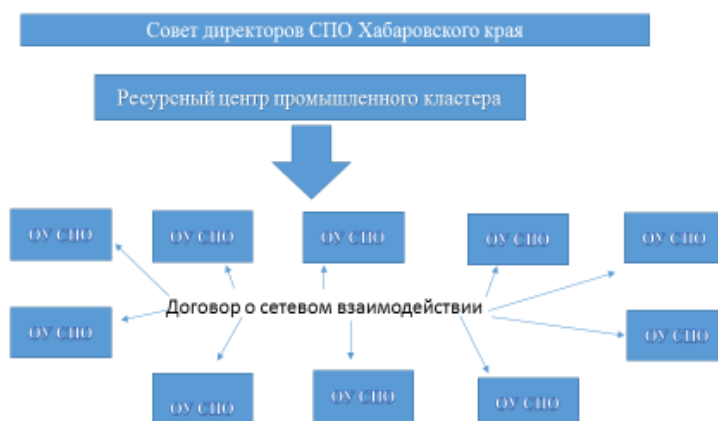 Совет директоров СПО Хабаровского края
Ресурсный центр промышленного кластера
ОУ СПО
ОУ СПО
ОУ СПО
ОУ СПО
ОУ СПО
Договор о сетевом взаимодействии
ОУ СПО
ОУ СПО
ОУ СПО
ОУ СПО
ОУ СПО